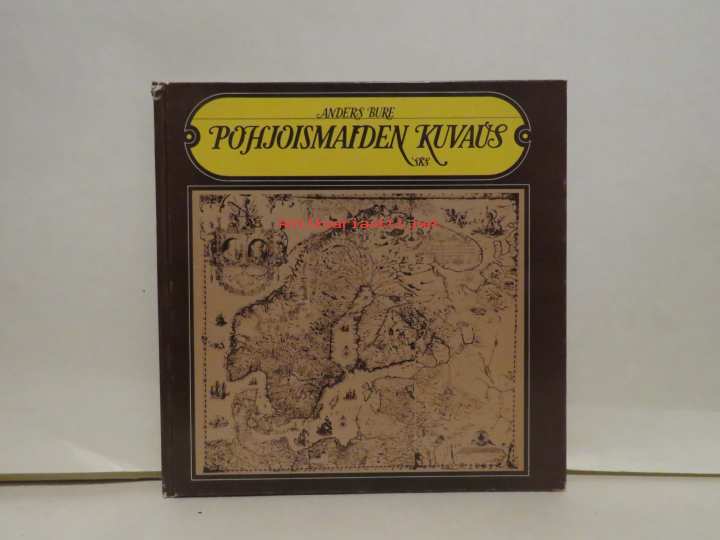 ANDERS BURE
POHJOISMAIDEN KUVAUS
SKS